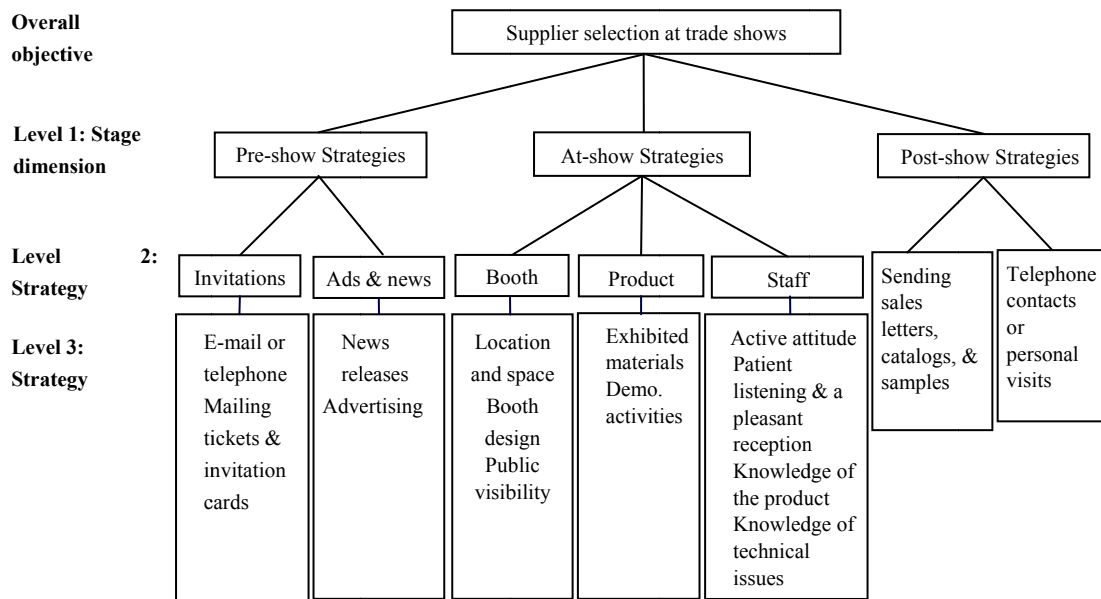 Overall
objective
Supplier selection at trade shows
Level 1: Stage
dimension
Pre-show Strategies
At-show Strategies
Post-show Strategies
Level 2:
Strategy
Invitations
Ads & news
Booth
Product
Staff
Sending
sales
letters,
catalogs, &
samples
Telephone
contacts
or
personal
visits
Level 3:
Strategy
E-mail or
telephone
Mailing
tickets &
invitation
cards
News
releases
Advertising
Location
and space
Booth
design
Public
visibility
Exhibited
materials
Demo.
activities
Active attitude
Patient
listening & a
pleasant
reception
Knowledge of
the product
Knowledge of
technical
issues